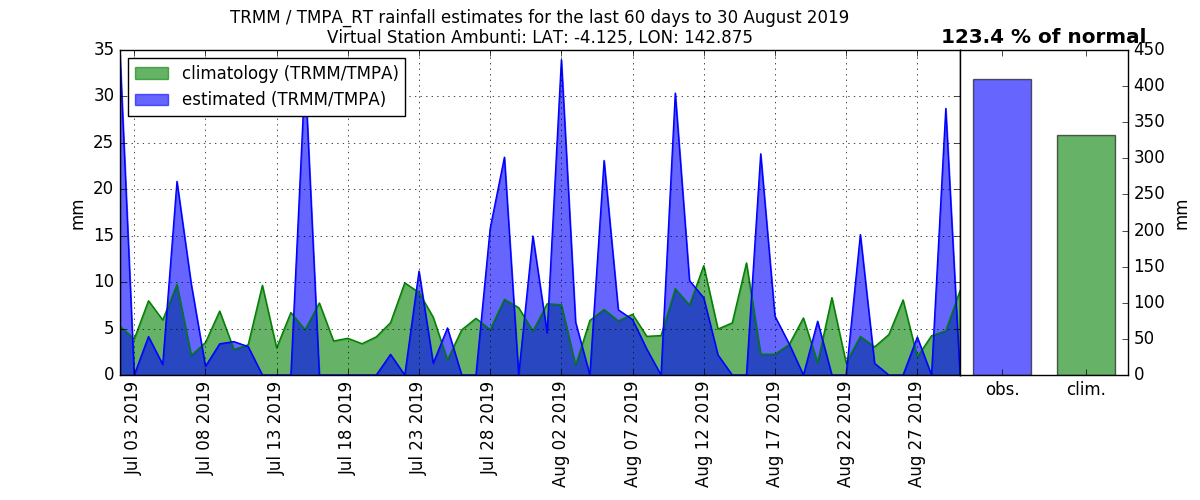 TRMM / TMPA_RT rainfall estimates for the last 60 days to 30 August 2019
Virtual Station Ambunti: LAT: -4.125, LON: 142.875
123.4 % of normal
climatology (TRMM/TMPA)
estimated (TRMM/TMPA)
35
30
25
20
15
10
5
0
mm
Jul 03 2019
Jul 08 2019
Jul 13 2019
Jul 18 2019
Jul 23 2019
Jul 28 2019
Aug 02 2019
Aug 07 2019
Aug 12 2019
Aug 17 2019
Aug 22 2019
Aug 27 2019
obs.
clim.
450
400
350
300
250
200
150
100
50
0
mm